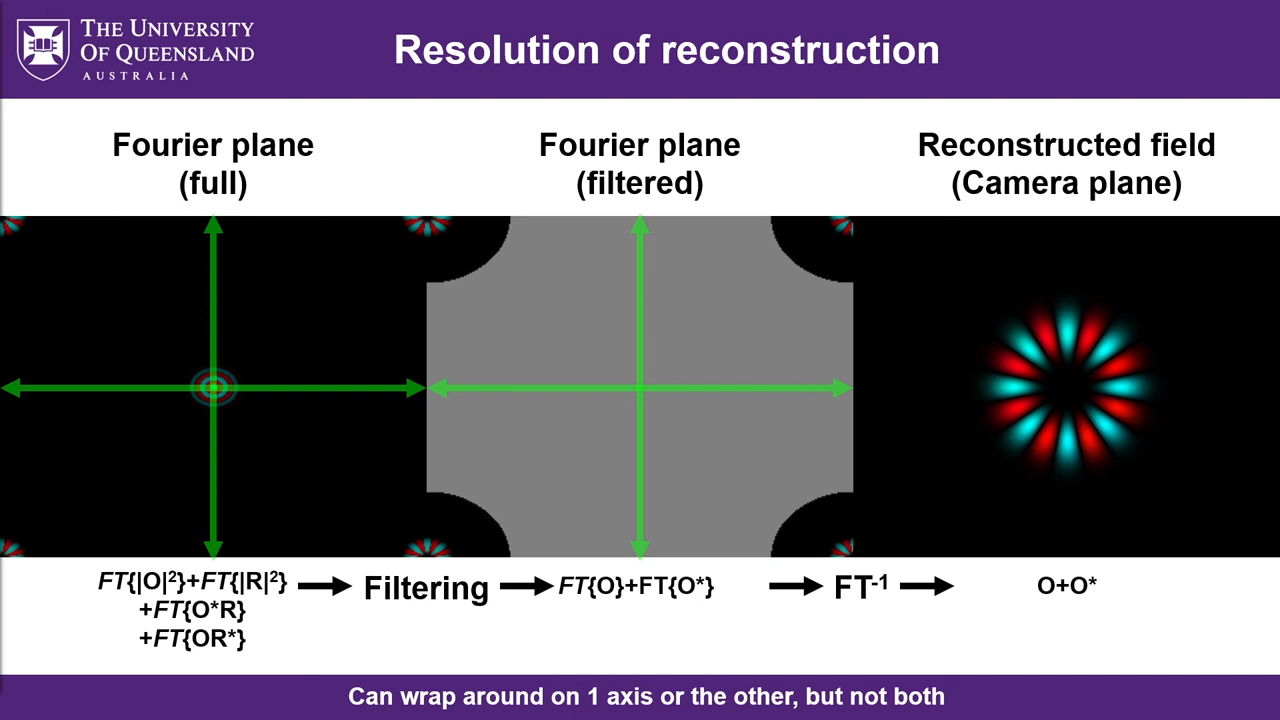 THE UNIVERSITY
OF QUEENSLAND
AUSTRALIA
Resolution of reconstruction
Fourier plane
(full)
Fourier plane
(filtered)
Reconstructed field
(Camera plane)
FT{|O|²}+FT{|R|²}
+FT{O*R}
+FT{OR*}
Filtering
FT{O}+FT{O*}
FT⁻¹
O+O*
Can wrap around on 1 axis or the other, but not both